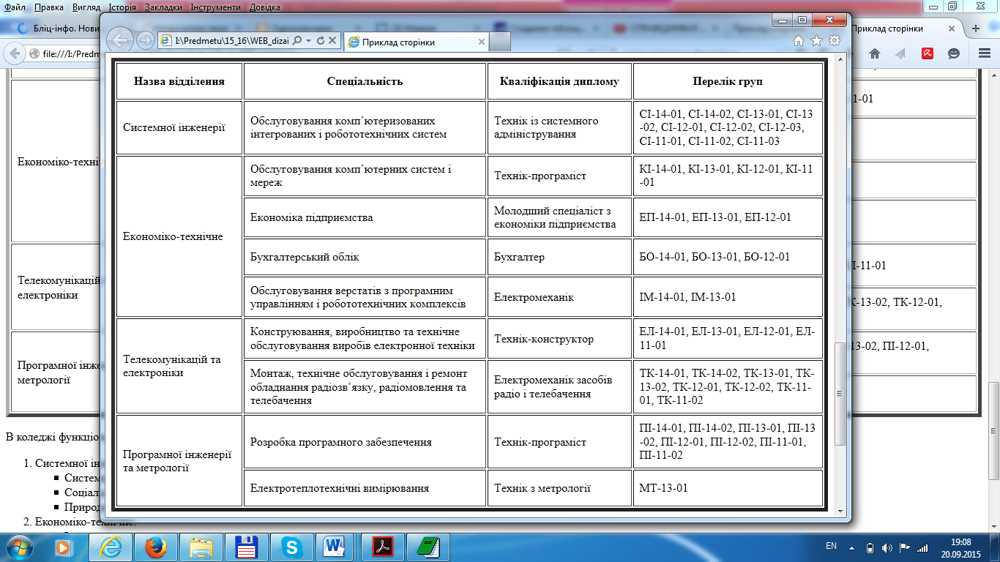 Файл Правка Вигляд Історія Закладки Інструменти Довідка
Бліц-інфо.
Приклад сторінки
file:///I:/Predm
I:\Predmetu\15_16\WEB_dizai
Приклад сторінки
Назва відділення Спеціальність Кваліфікація диплому Перелік груп
Системної інженерії
Обслуговування комп’ютеризованих
інтегрованих і робототехнічних систем
Технік із системного
адміністрування
СІ-14-01, СІ-14-02, СІ-13-01, СІ-13
-02, СІ-12-01, СІ-12-02, СІ-12-03,
СІ-11-01, СІ-11-02, СІ-11-03
Економіко-технічне
Обслуговування комп’ютерних систем і
мереж
Технік-програміст
КІ-14-01, КІ-13-01, КІ-12-01, КІ-11
-01
Економіка підприємства
Молодший спеціаліст з
економіки підприємства
ЕП-14-01, ЕП-13-01, ЕП-12-01
Бухгалтерський облік
Бухгалтер
БО-14-01, БО-13-01, БО-12-01
Обслуговування верстатів з програмним
управлінням і робототехнічних комплексів
Електромеханік
ІМ-14-01, ІМ-13-01
Телекомунікацій та
електроніки
Конструювання, виробництво та технічне
обслуговування виробів електронної техніки
Технік-конструктор
ЕЛ-14-01, ЕЛ-13-01, ЕЛ-12-01, ЕЛ-
11-01
Монтаж, технічне обслуговування і ремонт
обладнання радіозв’язку, радіомовлення та
телебачення
Електромеханік засобів
радіо і телебачення
ТК-14-01, ТК-14-02, ТК-13-01, ТК-
13-02, ТК-12-01, ТК-12-02, ТК-11-
01, ТК-11-02
Програмної інженерії
та метрології
Розробка програмного забезпечення
Технік-програміст
ПІ-14-01, ПІ-14-02, ПІ-13-01, ПІ-13
-02, ПІ-12-01, ПІ-12-02, ПІ-11-01,
ПІ-11-02
Електротеплотехнічні вимірювання
Технік з метрології
МТ-13-01
Економіко-техні
Телекомунікацій
електроніки
Програмної інже
метрології
1-01
-11-01
-13-02, ТК-12-01,
13-02, ПІ-12-01,
В коледжі функціо
1. Системної ін
Систем
Соціал
Природ
2. Економіко-технічне:
EN
19:08
20.09.2015